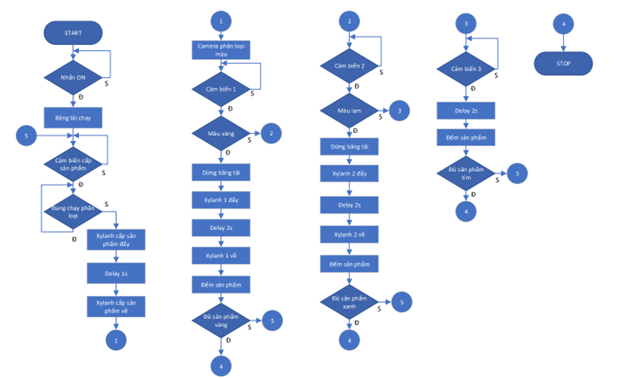 START
Nhấn ON
S
Đ
Băng tải chạy
5
Cảm biến cấp
sản phẩm
S
Đ
Đang chạy phân
loại
S
Đ
Xylanh cấp sản
phẩm đẩy
Delay 1s
Xylanh cấp sản
phẩm về
1
1
Camera phân loại
màu
Cảm biến 1
S
Đ
Màu vàng
S
2
Đ
Dừng băng tải
Xylanh 1 đẩy
Delay 2s
Xylanh 1 về
Đếm sản phẩm
Đủ sản phẩm
vàng
S
5
Đ
4
2
Cảm biến 2
S
Đ
Màu lam
S
3
Đ
Dừng băng tải
Xylanh 2 đẩy
Delay 2s
Xylanh 2 về
Đếm sản phẩm
Đủ sản phẩm
xanh
S
5
Đ
4
3
Cảm biến 3
S
Đ
Delay 2s
Đếm sản phẩm
Đủ sản phẩm
tím
S
5
Đ
4
4
STOP